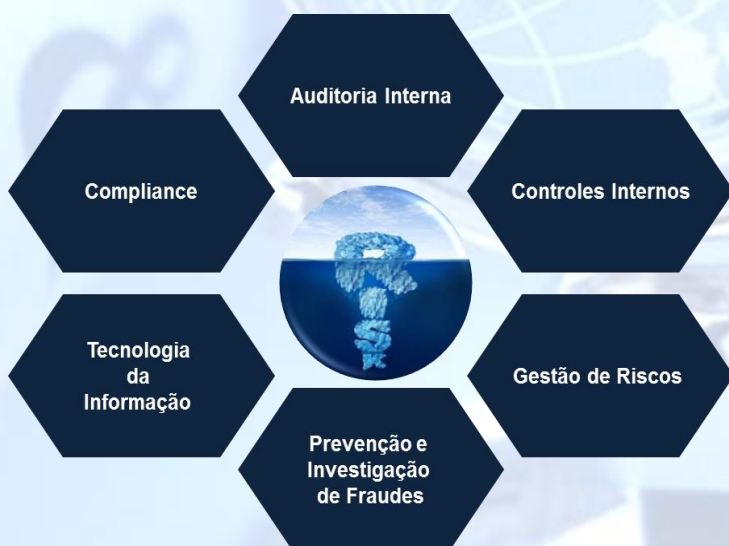 Auditoria Interna
Compliance
Controles Internos
RISK
Tecnologia
da
Informação
Gestão de Riscos
Prevenção e
Investigação
de Fraudes